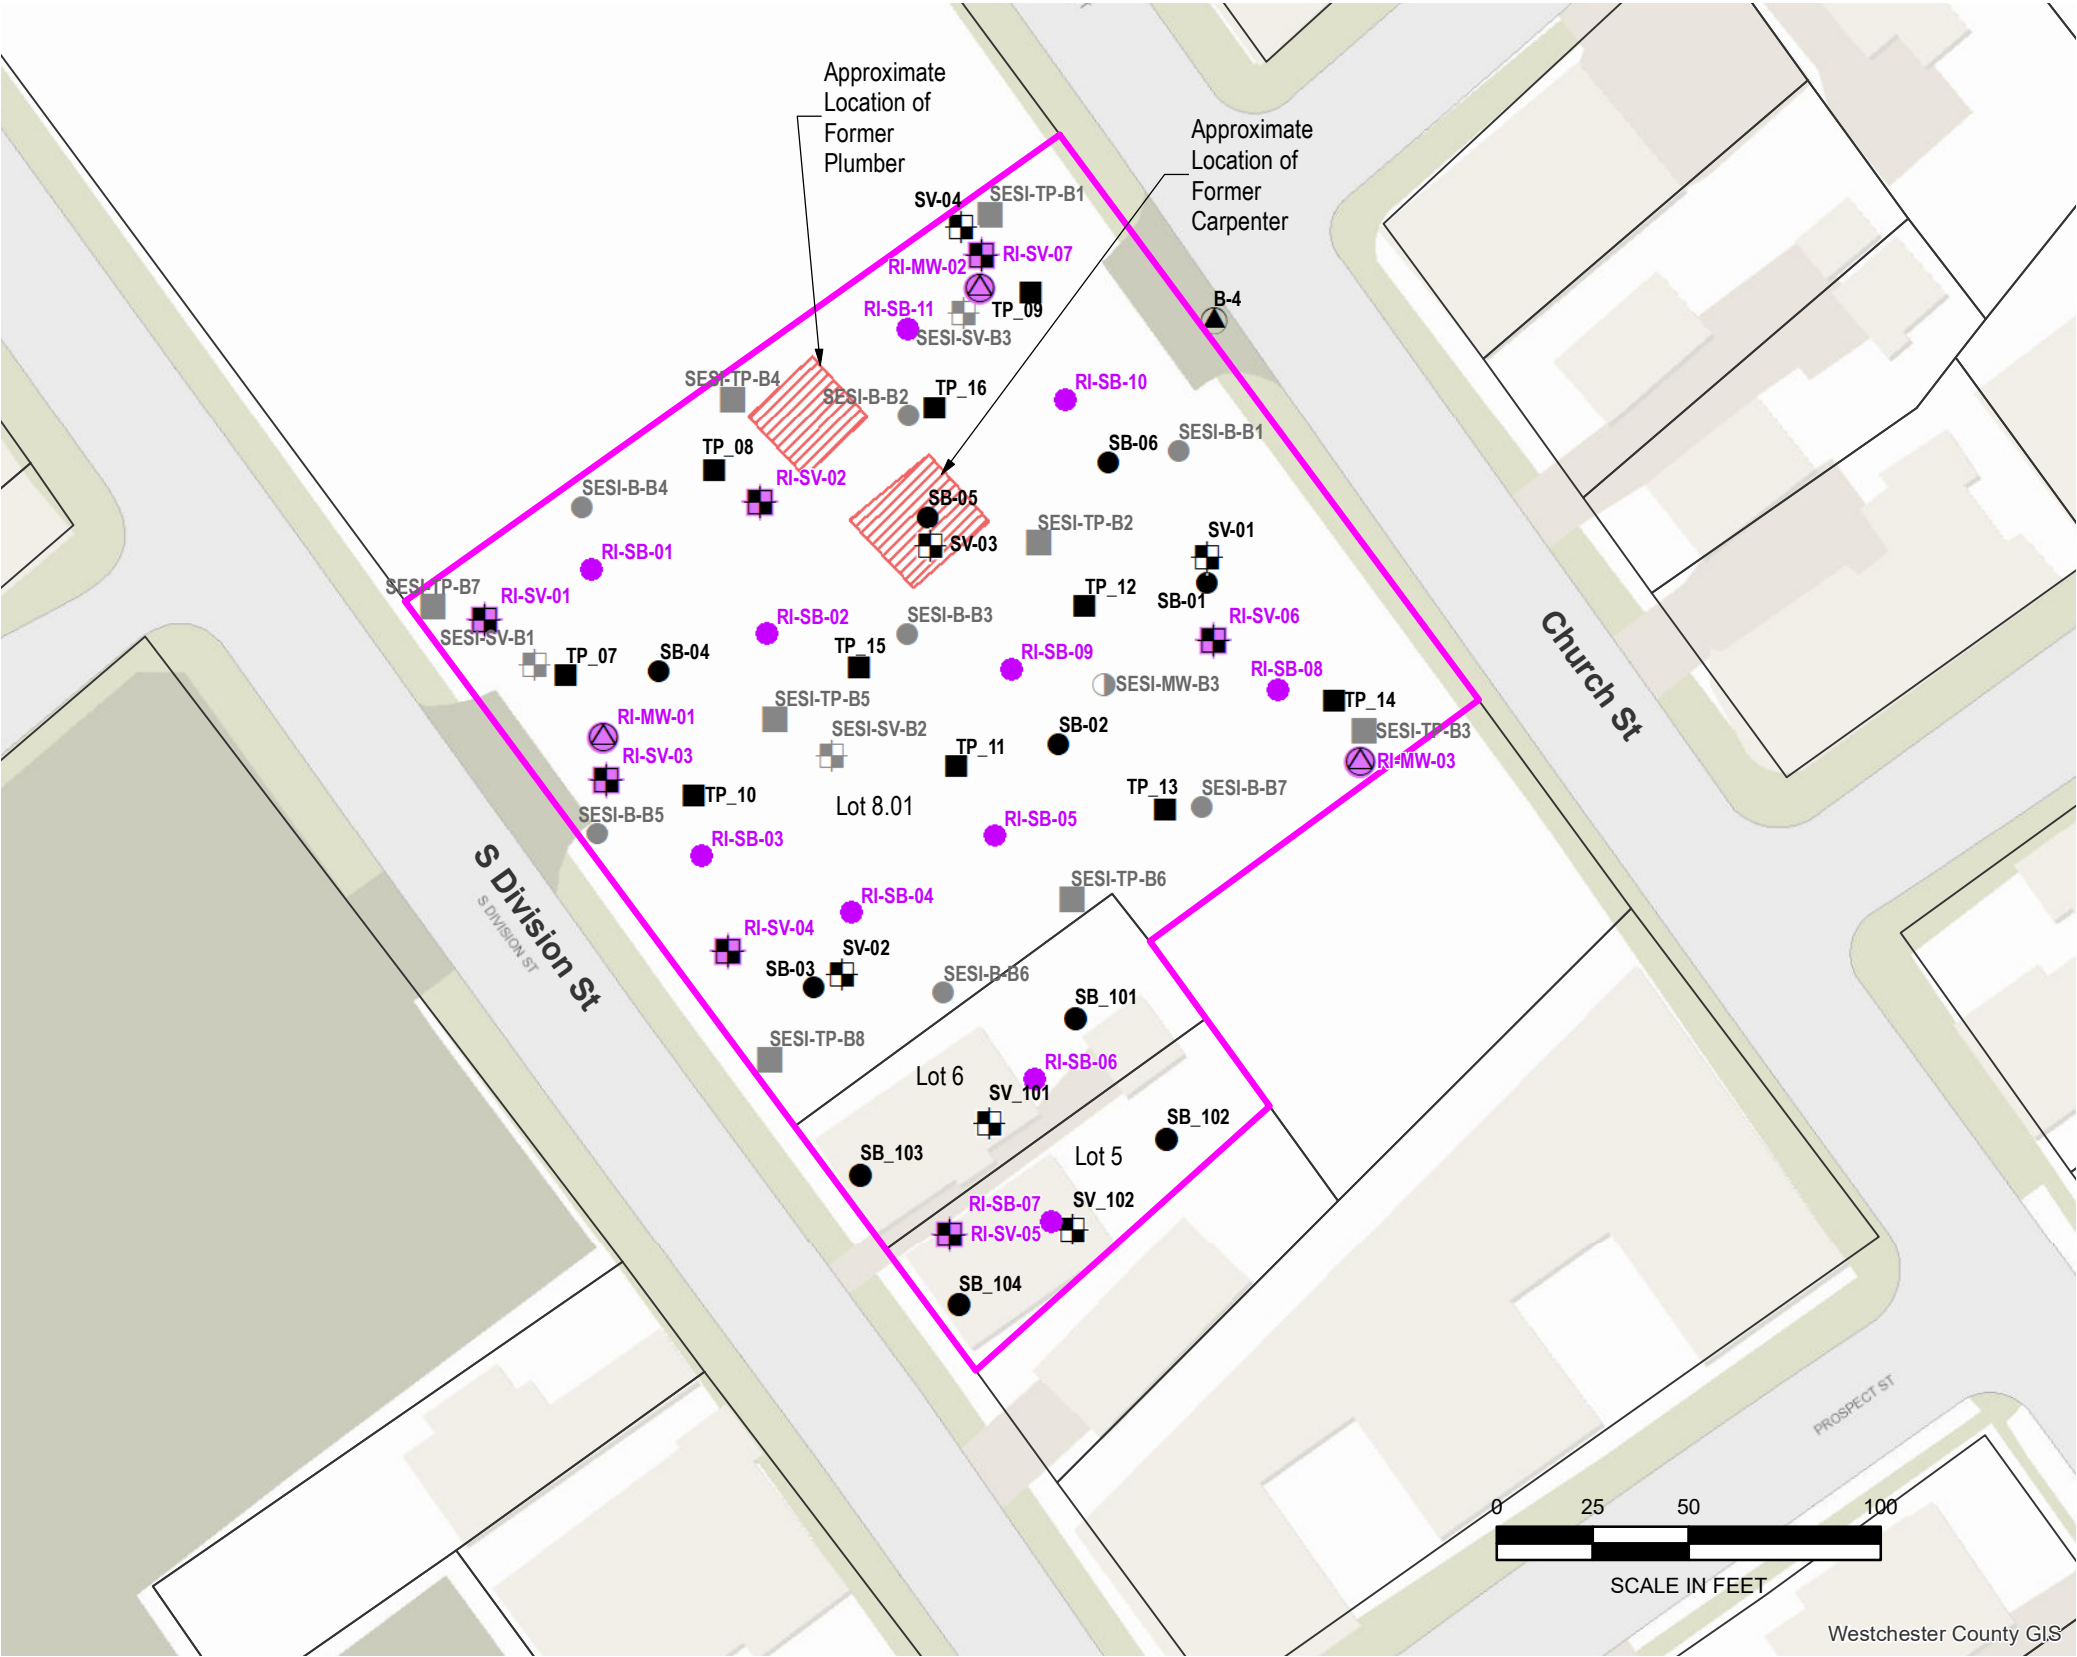 Approximate
Location of
Former
Plumber
Approximate
Location of
Former
Carpenter
SV-04
SESI-TP-B1
RI-SV-07
RI-MW-02
RI-SB-11
TP_09
SESI-SV-B3
B-4
SESI-TP-B4
SESI-B-B2
TP_16
RI-SB-10
TP_08
SB-06
SESI-B-B1
RI-SV-02
SESI-B-B4
SB-05
SV-03
SESI-TP-B2
SV-01
RI-SB-01
SESI-TP-B7
RI-SV-01
TP_12
SB-01
RI-SB-02
SESI-B-B3
RI-SV-06
SESI-SV-B1
TP_07
SB-04
TP_15
RI-SB-09
SESI-MW-B3
RI-SB-08
TP_14
SESI-TP-B5
RI-MW-01
SESI-SV-B2
SB-02
SESI-TP-B3
RI-SV-03
TP_11
RI-MW-03
TP_10
Lot 8.01
TP_13
SESI-B-B7
SESI-B-B5
RI-SB-03
RI-SB-05
SESI-TP-B6
RI-SB-04
RI-SV-04
SV-02
SB-03
SESI-B-B6
SB_101
SESI-TP-B8
RI-SB-06
Lot 6
SV_101
SB_102
SB_103
Lot 5
RI-SB-07
SV_102
RI-SV-05
SB_104
Church St
S Division St
S DIVISION ST
PROSPECT ST
0 25 50 100
SCALE IN FEET
Westchester County GIS